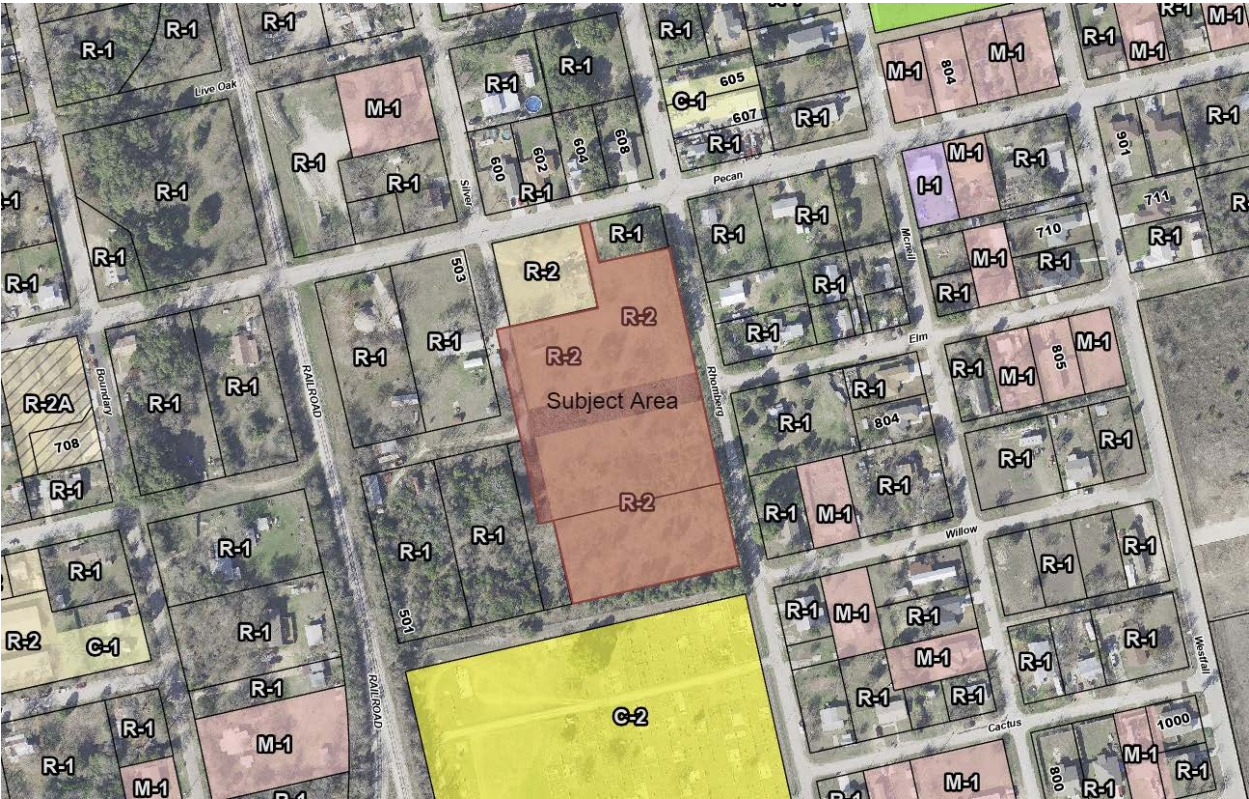 R-1
R-1
R-1
R-1
M-1
R-1
M-1
R-1
R-1
M-1
M-1
804
M-1
Live Oak
M-1
R-1
605
C-1
607
R-1
R-1
R-1
R-1
R-1
R-1
600
602
604
608
R-1
Silver
Pecan
901
M-1
R-1
I-1
711
R-1
R-1
R-1
503
R-2
R-1
R-1
R-1
Mcneill
710
M-1
R-1
R-1
R-1
R-1
R-1
R-2
R-1
Elm
R-1
R-1
R-2
R-1
M-1
805
M-1
Boundary
RAILROAD
Rhomberg
R-1
R-1
R-2A
R-1
R-1
Subject Area
R-1
804
708
R-1
R-1
R-1
R-1
R-2
R-1
M-1
R-1
R-1
R-1
R-1
Willow
R-1
R-1
R-1
501
R-1
M-1
R-1
R-2
C-1
R-1
R-1
R-1
M-1
Westfall
R-1
RAILROAD
R-1
R-1
R-1
C-2
R-1
M-1
Cactus
1000
R-1
M-1
R-1
M-1
R-1
M-1
800
R-1